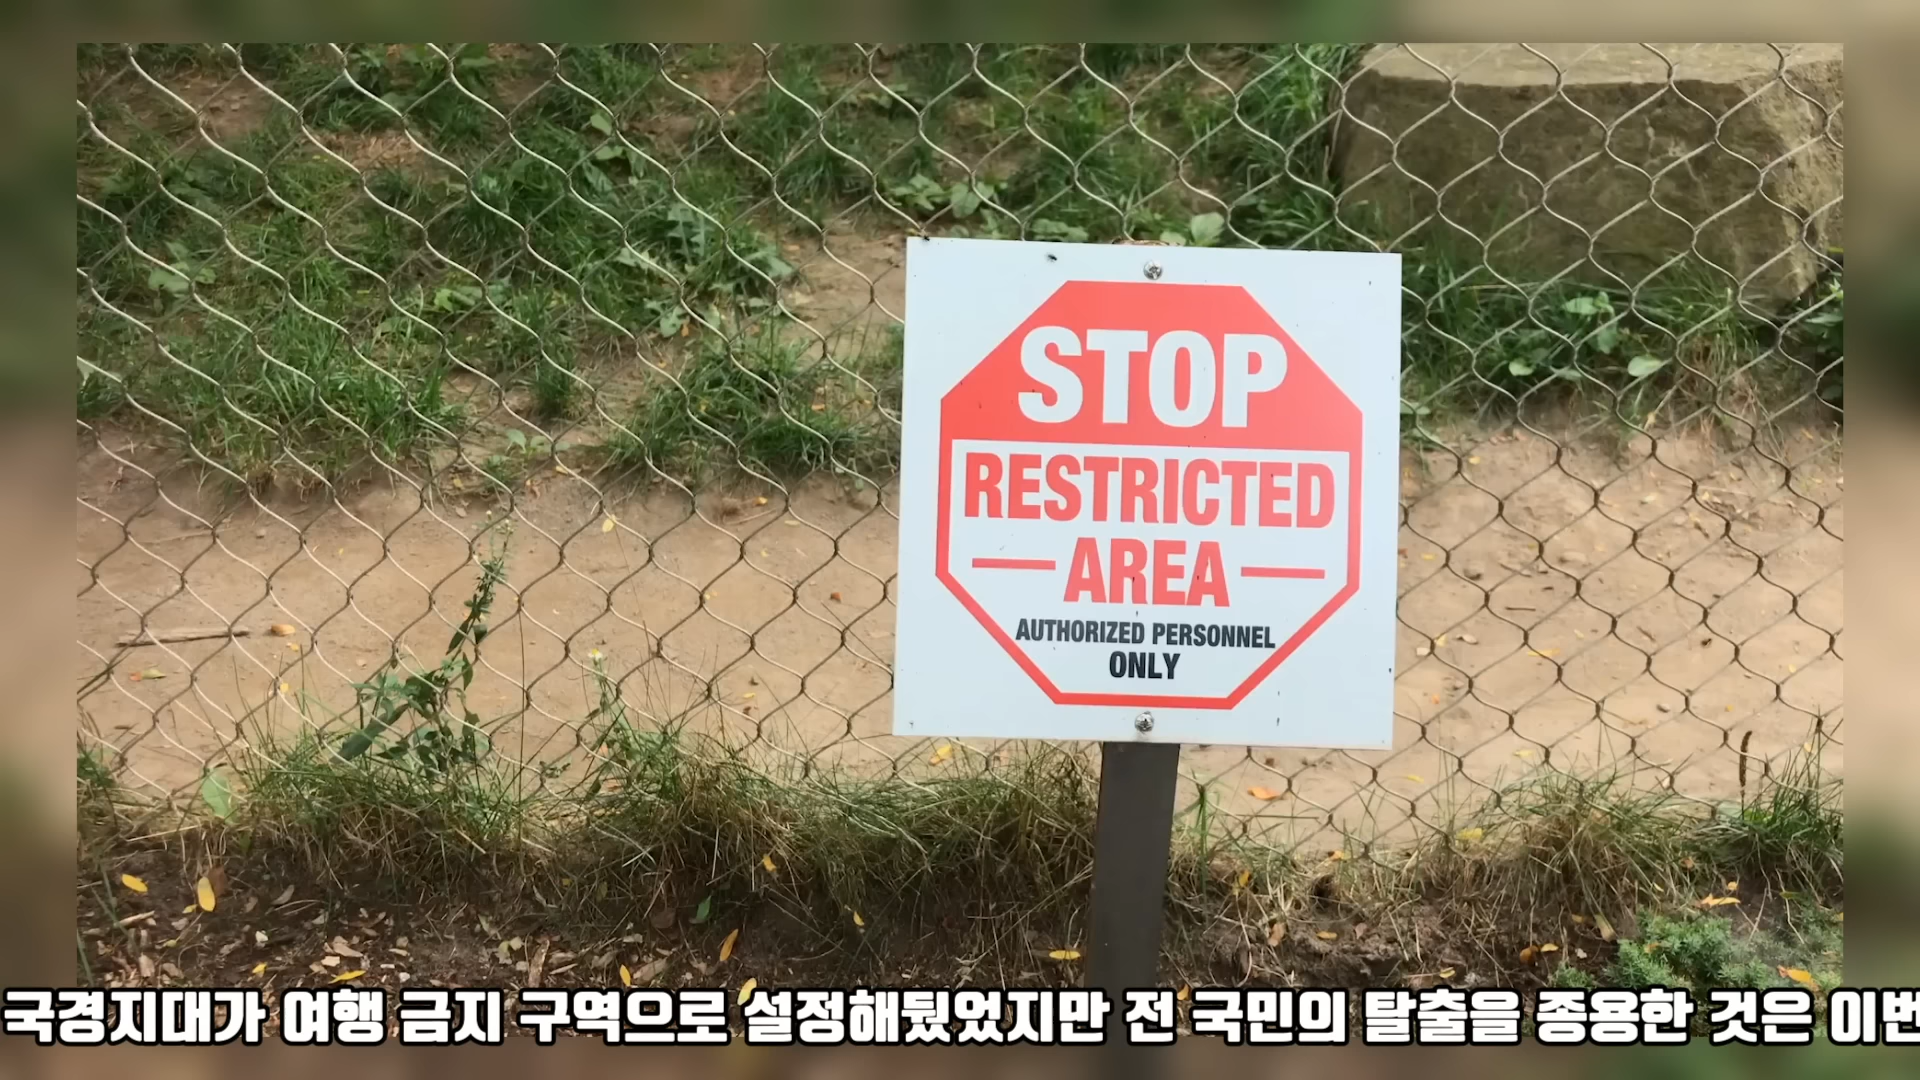 STOP
RESTRICTED
AREA
AUTHORIZED PERSONNEL
ONLY
국경지대가 여행 금지 구역으로 설정해뒀었지만 전 국민의 탈출을 종용한 것은 이번